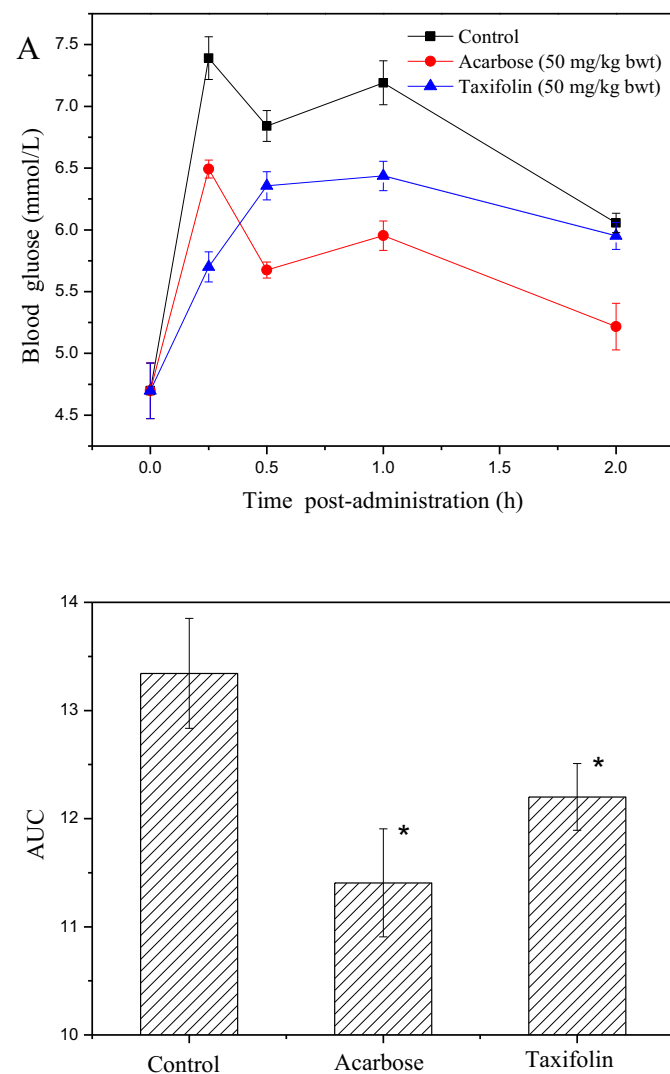 A
Control
Acarbose (50 mg/kg bwt)
Taxifolin (50 mg/kg bwt)
Blood gluose (mmol/L)
7.5
7.0
6.5
6.0
5.5
5.0
4.5
0.0 0.5 1.0 1.5 2.0
Time post-administration (h)
AUC
14
13
12
11
10
*
*
Control Acarbose Taxifolin